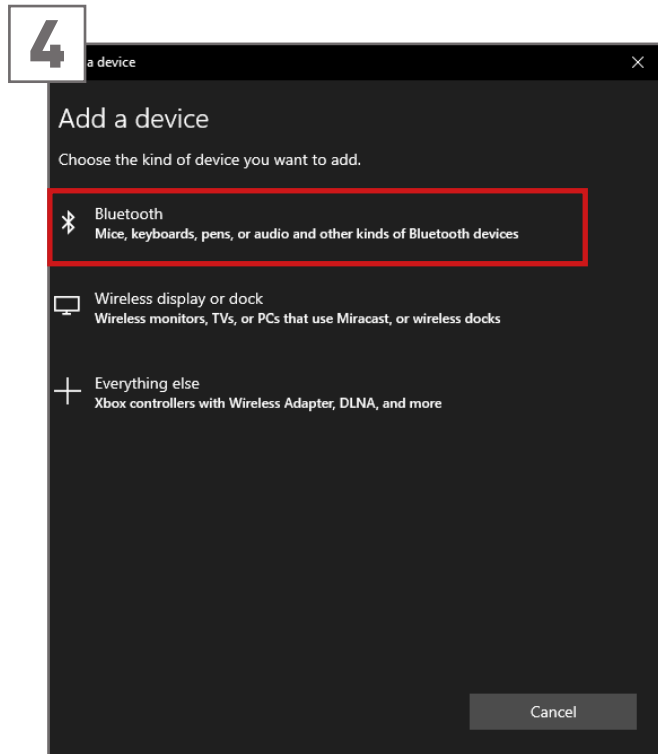 4
a device
Add a device
Choose the kind of device you want to add.
Bluetooth
Mice, keyboards, pens, or audio and other kinds of Bluetooth devices
Wireless display or dock
Wireless monitors, TVs, or PCs that use Miracast, or wireless docks
Everything else
Xbox controllers with Wireless Adapter, DLNA, and more
Cancel